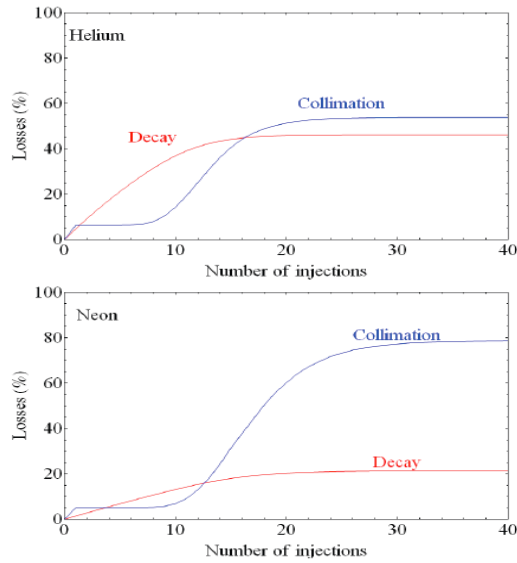 100
Helium
80
60
Collimation
Losses (%)
Decay
40
20
0
0 10 20 30 40
Number of injections
100
Neon
80
Collimation
60
Losses (%)
40
Decay
20
0
0 10 20 30 40
Number of injections